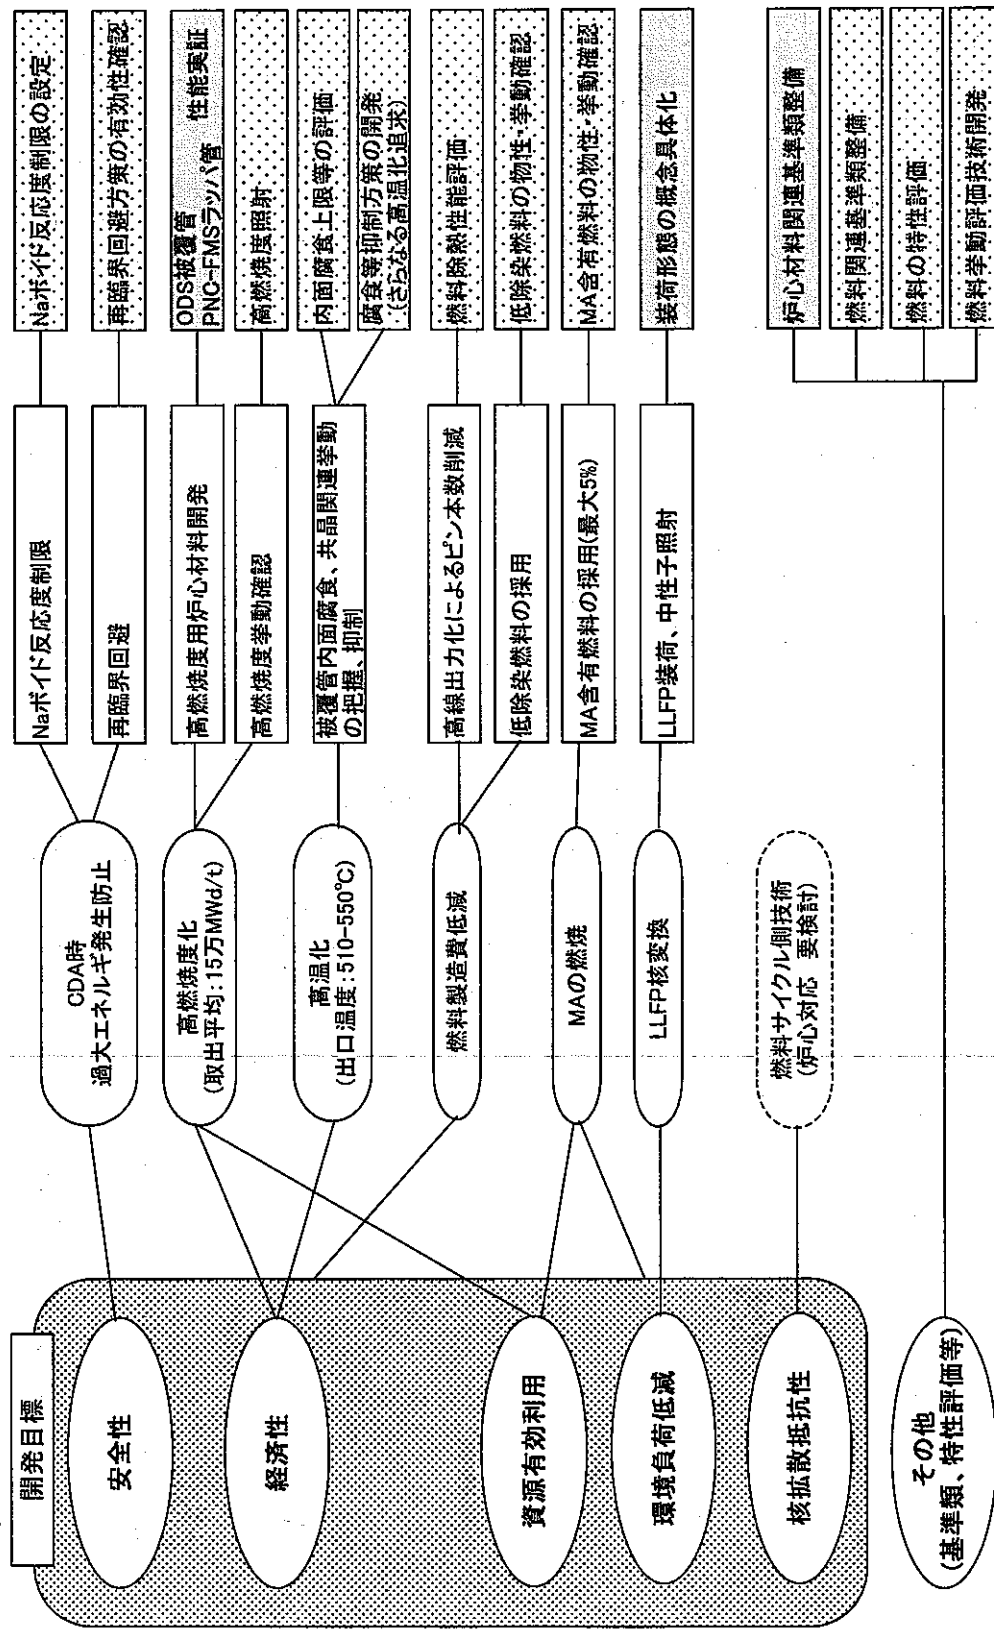 開発目標
安全性
経済性
資源有効利用
環境負荷低減
核拡散抵抗性
その他
(基準類、特性評価等)
CDA時
過大エネルギ発生防止
高燃焼度化
(取出平均:15万MWd/t)
高温化
(出口温度:510-550℃)
燃料製造費低減
MAの燃焼
LLFP核変換
燃料サイクル側技術
(炉心対応 要検討)
Naボイド反応度制限
再臨界回避
高燃焼度用炉心材料開発
高燃焼度挙動確認
被覆管内面腐食、共晶関連挙動
の把握、抑制
高線出力化によるピン本数削減
低除染燃料の採用
MA含有燃料の採用(最大5%)
LLFP装荷、中性子照射
Naボイド反応度制限の設定
再臨界回避方策の有効性確認
ODS被覆管
PNC-FMSラッパ管 性能実証
高燃焼度照射
内面腐食上限等の評価
腐食等抑制方策の開発
(さらなる高温化追求)
燃料除熱性能評価
低除染燃料の物性・挙動確認
MA含有燃料の物性・挙動確認
装荷形態の概念具体化
炉心材料関連基準類整備
燃料関連基準類整備
燃料の特性評価
燃料挙動評価技術開発